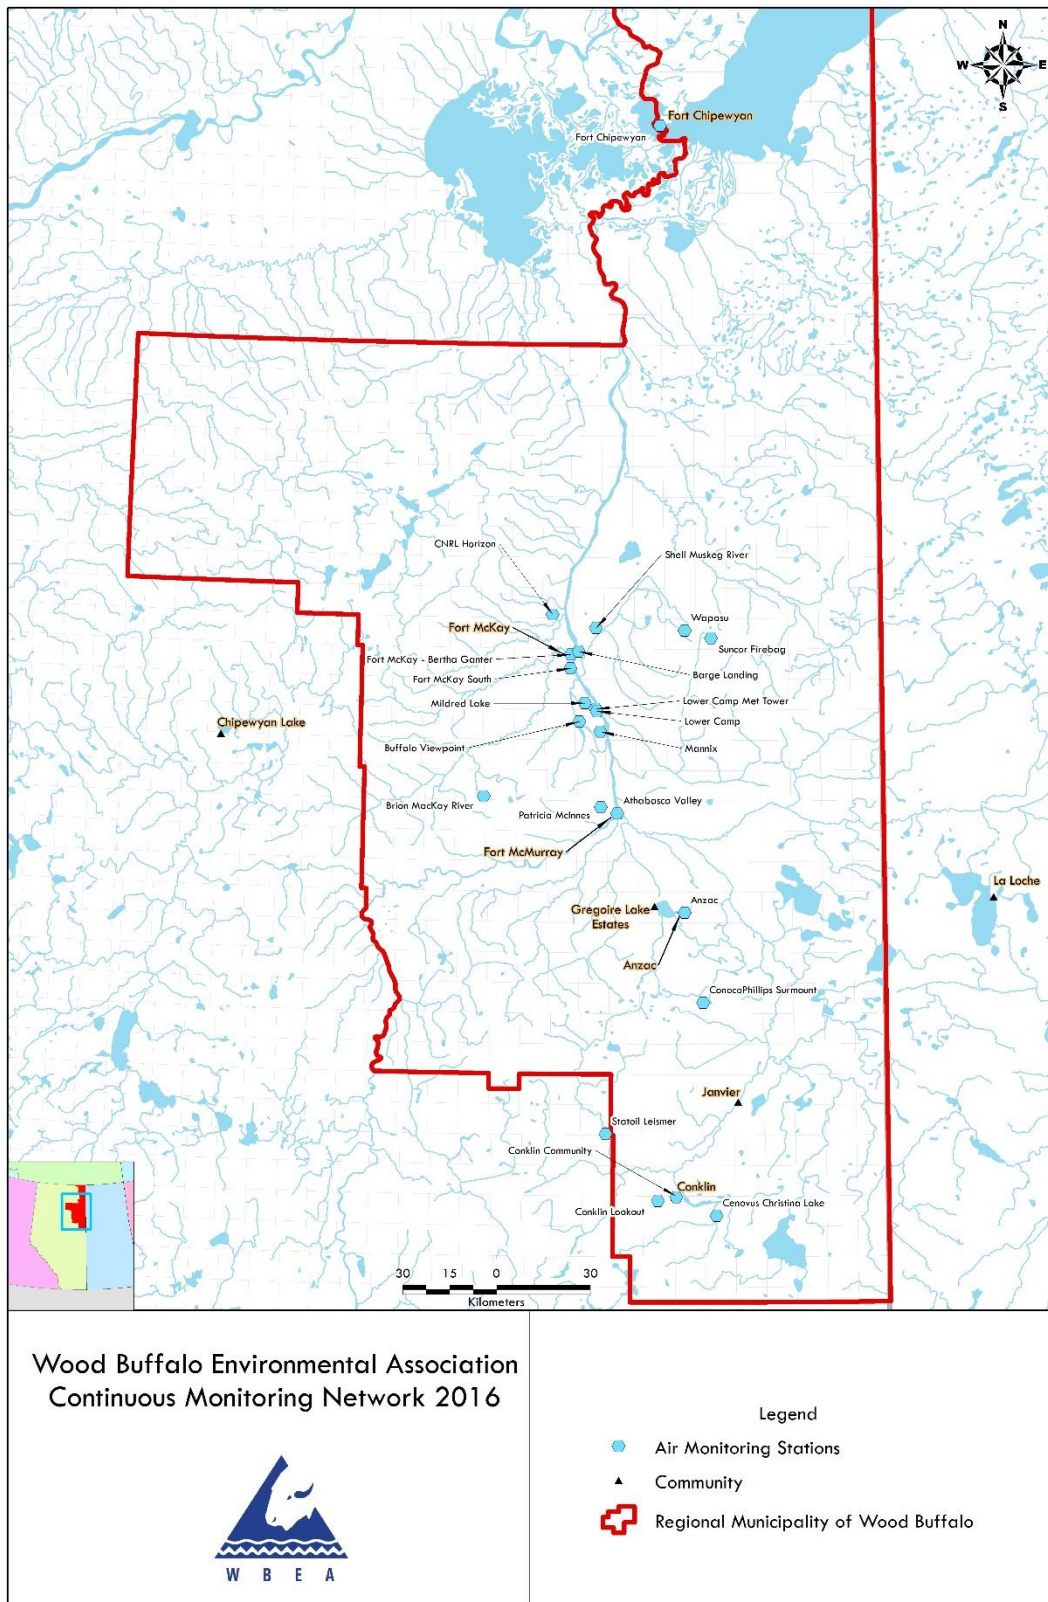 N
W E
S
Fort Chipewyan
Fort Chipewyan
CNRL Horizon
Shell Muskeg River
Wapasu
Fort McKay
Suncor Firebag
Fort McKay - Bertha Ganter
Barge Landing
Fort McKay South
Mildred Lake
Lower Camp Met Tower
Lower Camp
Chipewyan Lake
Buffalo Viewpoint
Mannix
Brion MacKay River
Athabasca Valley
Patricia McInnes
Fort McMurray
La Loche
Anzac
Gregoire Lake
Estates
Anzac
ConocoPhillips Surmount
Janvier
Statoil Leismer
Conklin Community
Conklin
Conklin Lookout
Cenovus Christina Lake
30 15 0 30
Kilometers
Wood Buffalo Environmental Association
Continuous Monitoring Network 2016
W B E A
Legend
Air Monitoring Stations
Community
Regional Municipality of Wood Buffalo